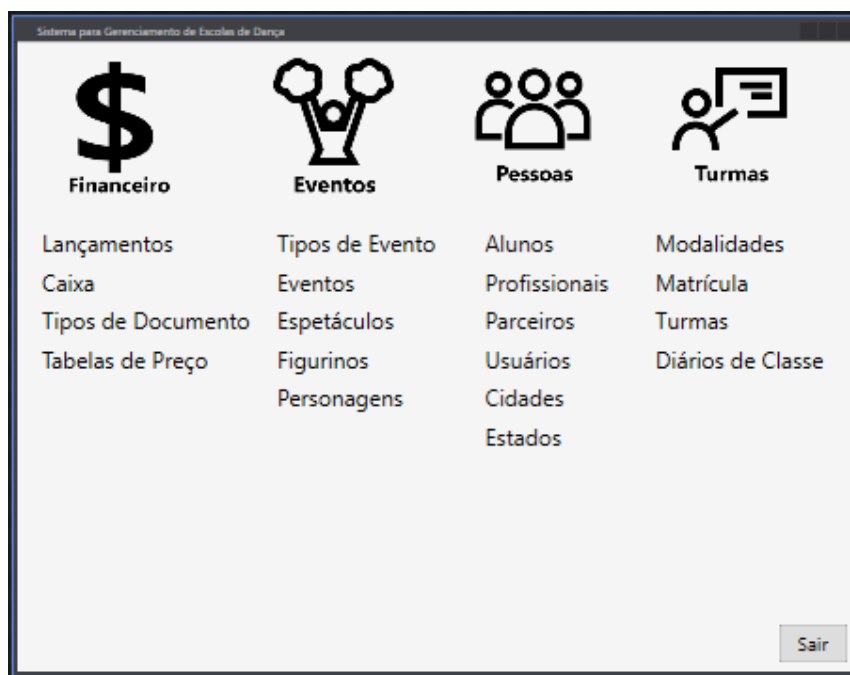 Sistema para Gerenciamento de Escolas de Dança
Financeiro
Eventos
Pessoas
Turmas
Lançamentos
Caixa
Tipos de Documento
Tabelas de Preço
Tipos de Evento
Eventos
Espetáculos
Figurinos
Personagens
Alunos
Profissionais
Parceiros
Usuários
Cidades
Estados
Modalidades
Matrícula
Turmas
Diários de Classe
Sair